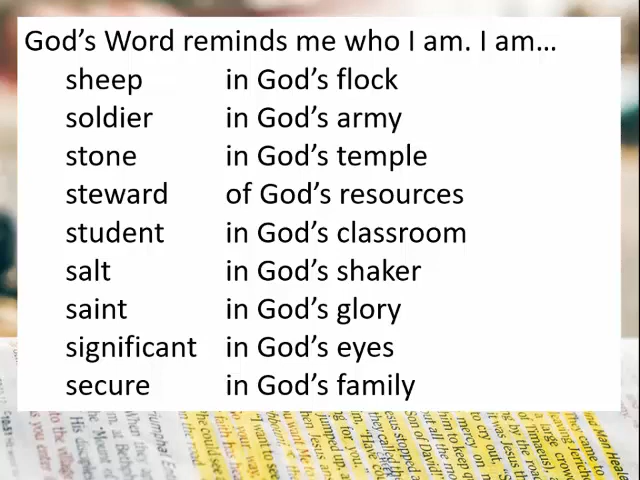 God's Word reminds me who I am. I am…
sheep in God's flock
soldier in God's army
stone in God's temple
steward of God's resources
student in God's classroom
salt in God's shaker
saint in God's glory
significant in God's eyes
secure in God's family